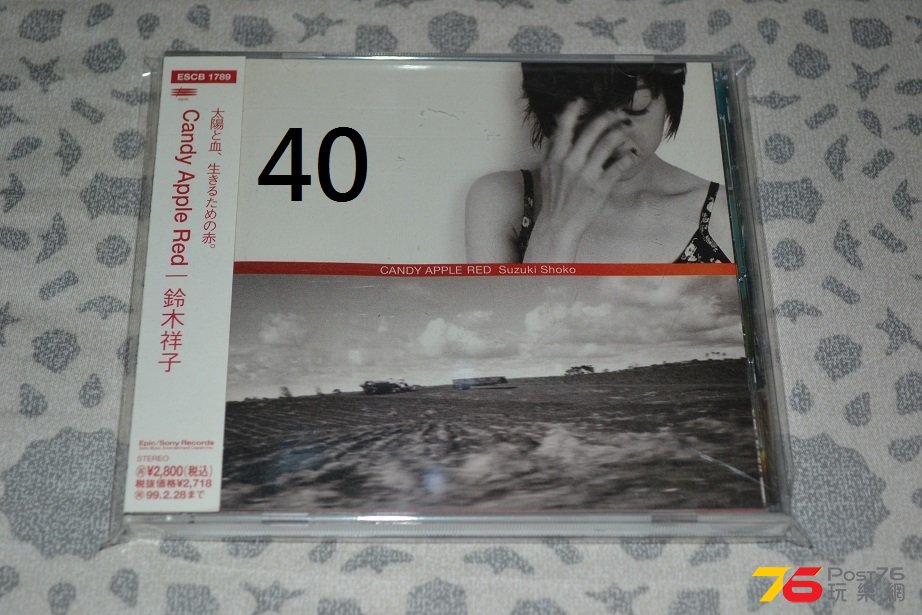 ESCB 1789
太陽と血、生きるための赤。
Candy Apple Red | 鈴木祥子
Epic/Sony Records
STEREO
¥2,800(税込)
税抜価格¥2,718
99.2.28まで
40
CANDY APPLE RED Suzuki Shoko
76 Post76
玩樂網